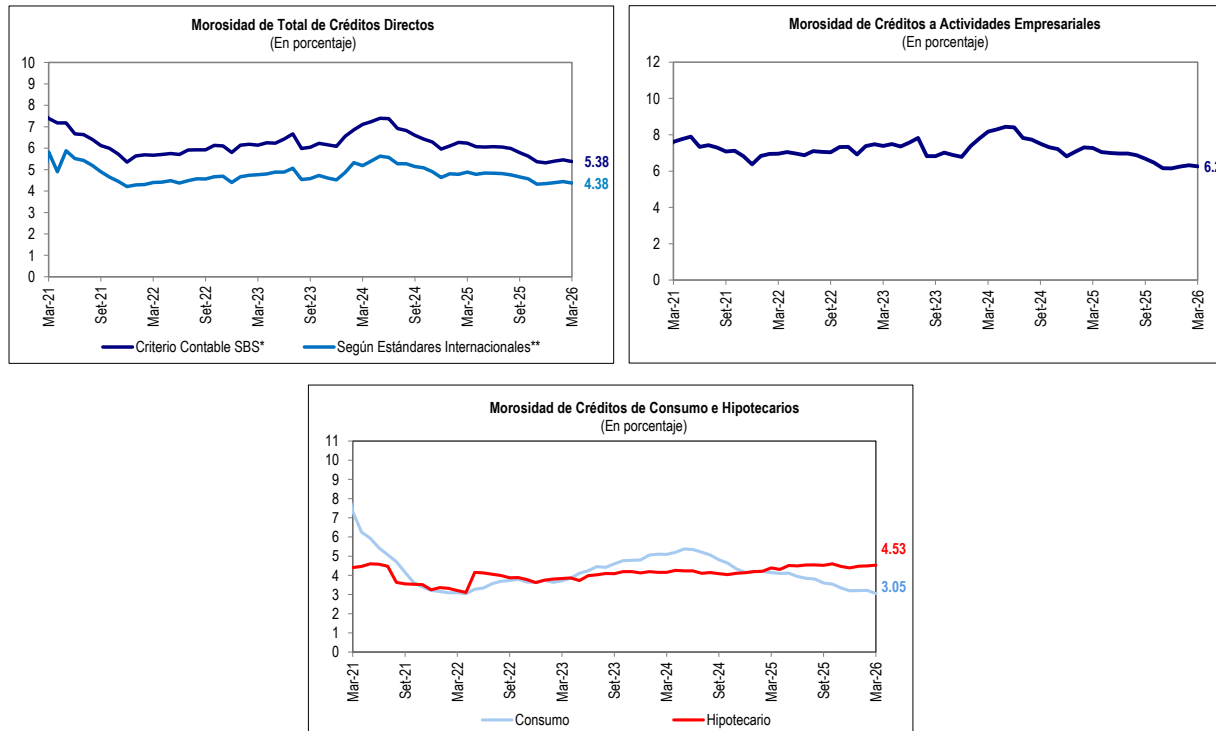 Morosidad de Total de Créditos Directos
(En porcentaje)
10
9
8
7
6
5
4
3
2
1
0
5.38
4.38
Mar-21
Set-21
Mar-22
Set-22
Mar-23
Set-23
Mar-24
Set-24
Mar-25
Set-25
Mar-26
Criterio Contable SBS*
Según Estándares Internacionales**
Morosidad de Créditos a Actividades Empresariales
(En porcentaje)
12
10
8
6
4
2
0
Mar-21
Set-21
Mar-22
Set-22
Mar-23
Set-23
Mar-24
Set-24
Mar-25
Set-25
Mar-26
Morosidad de Créditos de Consumo e Hipotecarios
(En porcentaje)
11
10
9
8
7
6
5
4
3
2
1
0
4.53
3.05
Mar-21
Set-21
Mar-22
Set-22
Mar-23
Set-23
Mar-24
Set-24
Mar-25
Set-25
Mar-26
Consumo
Hipotecario